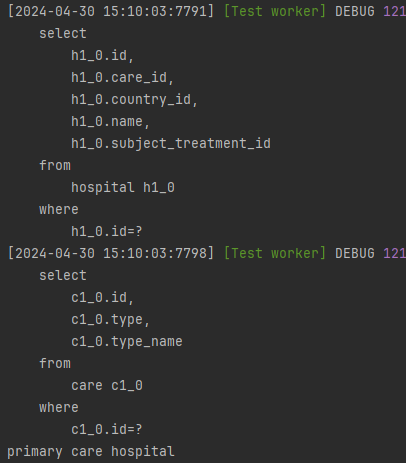 [2024-04-30 15:10:03:7791] [Test worker] DEBUG 121
select
h1_0.id,
h1_0.care_id,
h1_0.country_id,
h1_0.name,
h1_0.subject_treatment_id
from
hospital h1_0
where
h1_0.id=?
[2024-04-30 15:10:03:7798] [Test worker] DEBUG 121
select
c1_0.id,
c1_0.type,
c1_0.type_name
from
care c1_0
where
c1_0.id=?
primary care hospital